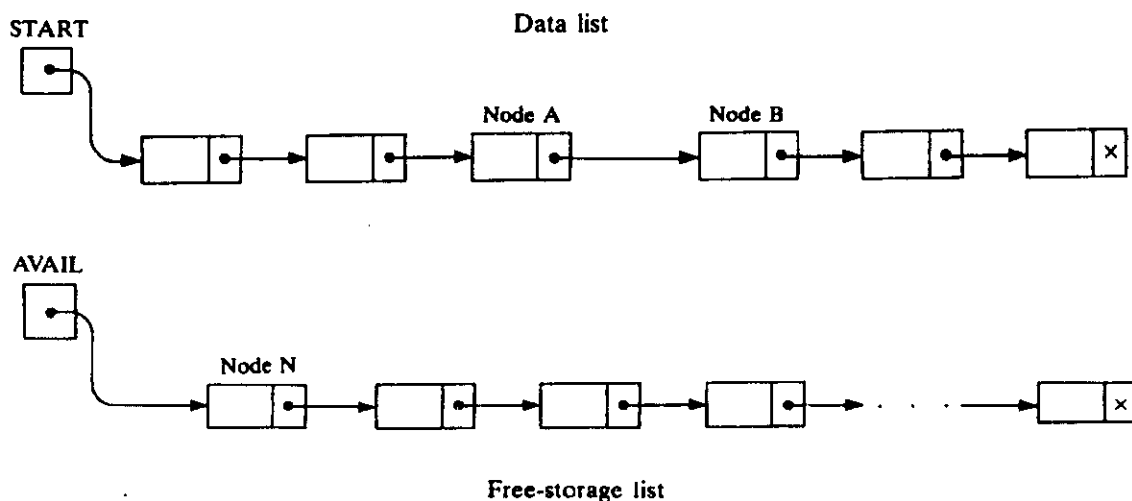 Data list
START
Node A Node B
×
AVAIL
Node N
. . .
×
Free-storage list